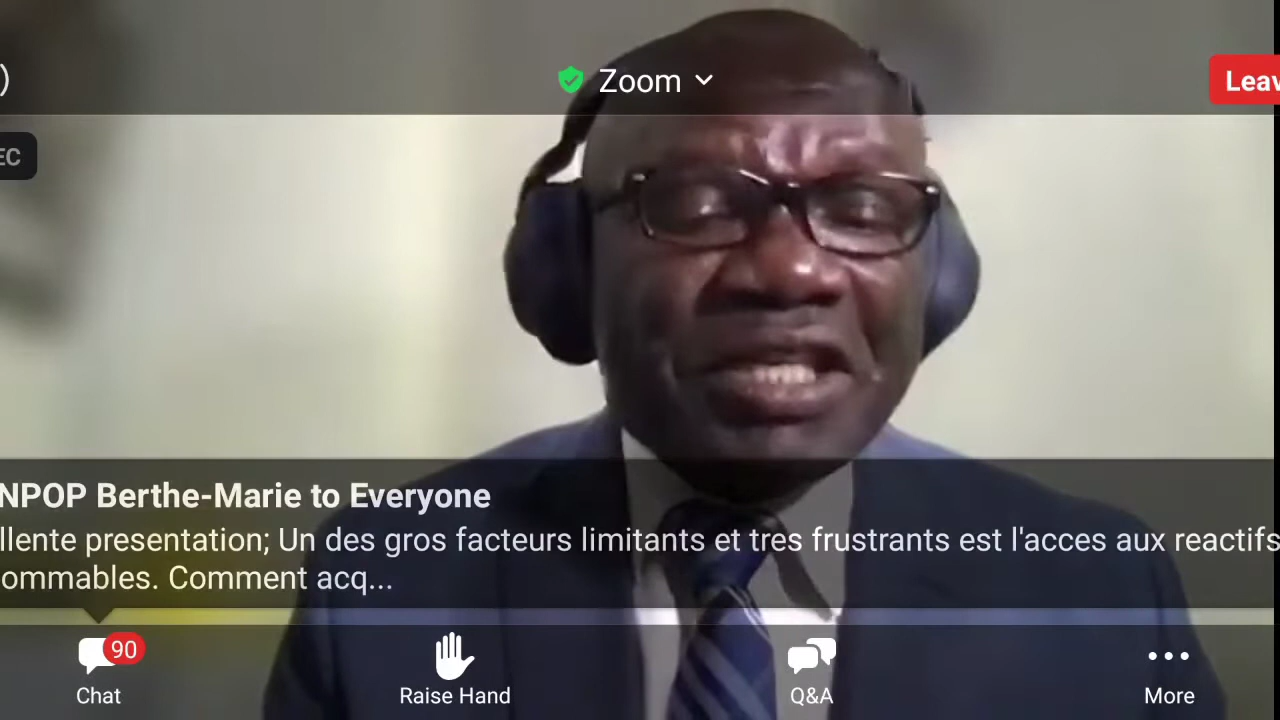 )
Zoom
Leav
EC
NPOP Berthe-Marie to Everyone
llente presentation; Un des gros facteurs limitants et tres frustrants est l'acces aux reactifs
ommables. Comment acq...
90
Chat
Raise Hand
Q&A
More